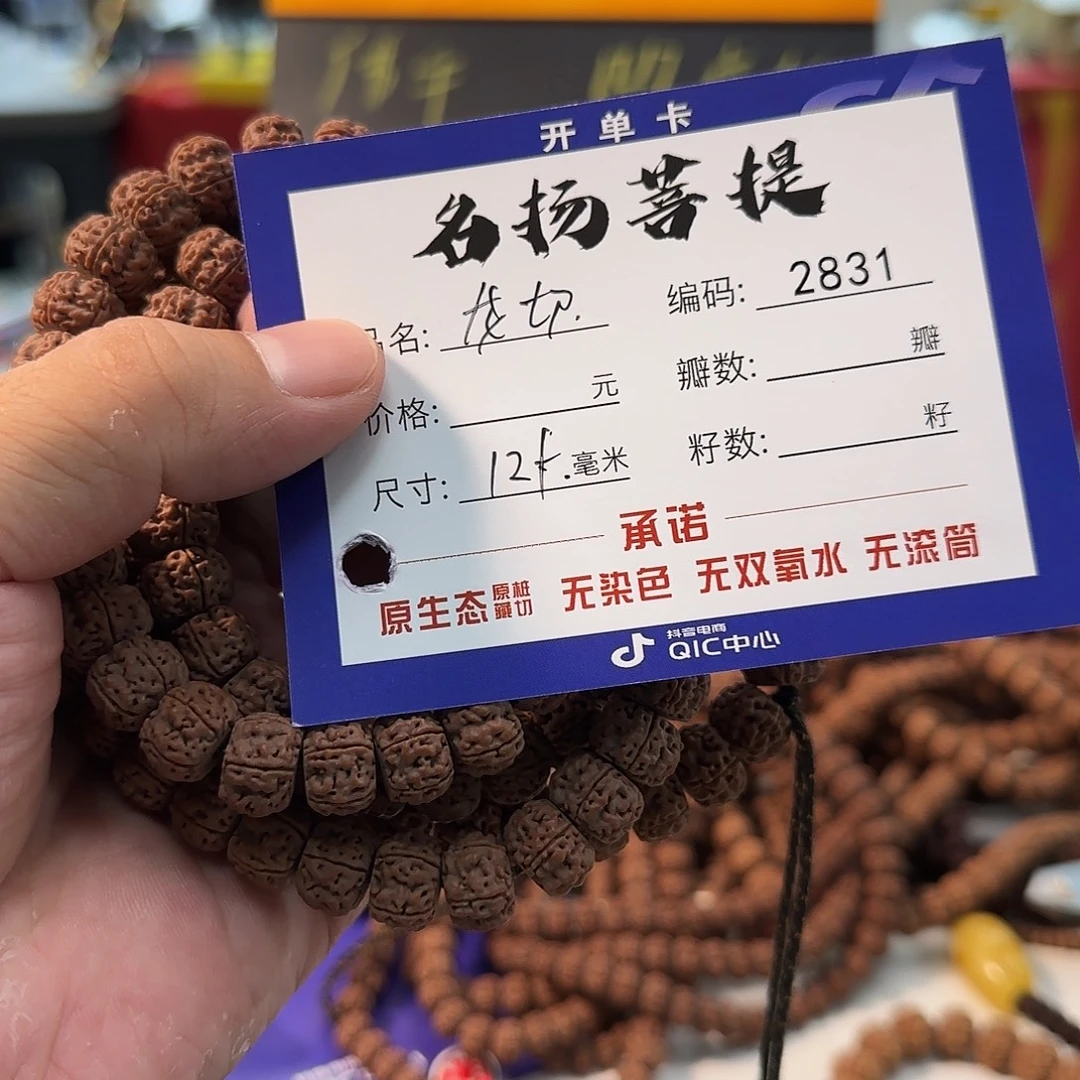 开单卡
名扬菩提
品名: 戌切. 编码: 2831
价格: 元 瓣数: 瓣
尺寸: 12+.毫米 籽数: 籽
承诺
原生态 原桩藏切 无染色 无双氧水 无滚筒
抖音电商
QIC中心